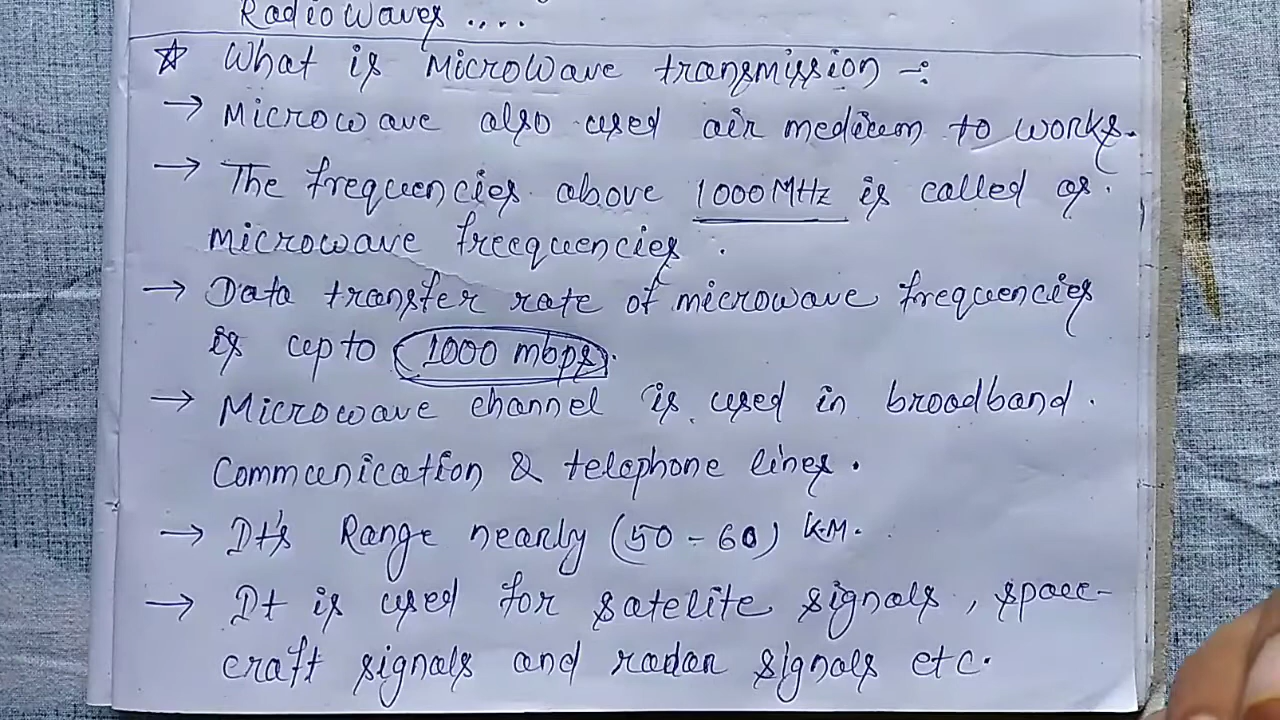 Radiowaves ....
☆ What is Microwave transmission -:
→ Microwave also used air medium to works.
→ The frequencies above 1000 MHz is called as.
microwave freequencies.
→ Data transfer rate of microwave frequencies
is upto 1000 mbps.
→ Microwave channel is used in broadband.
Communication & telephone lines.
→ It's Range nearly (50 - 60) KM.
→ It is used for satelite signals, space-
craft signals and radar signals etc.